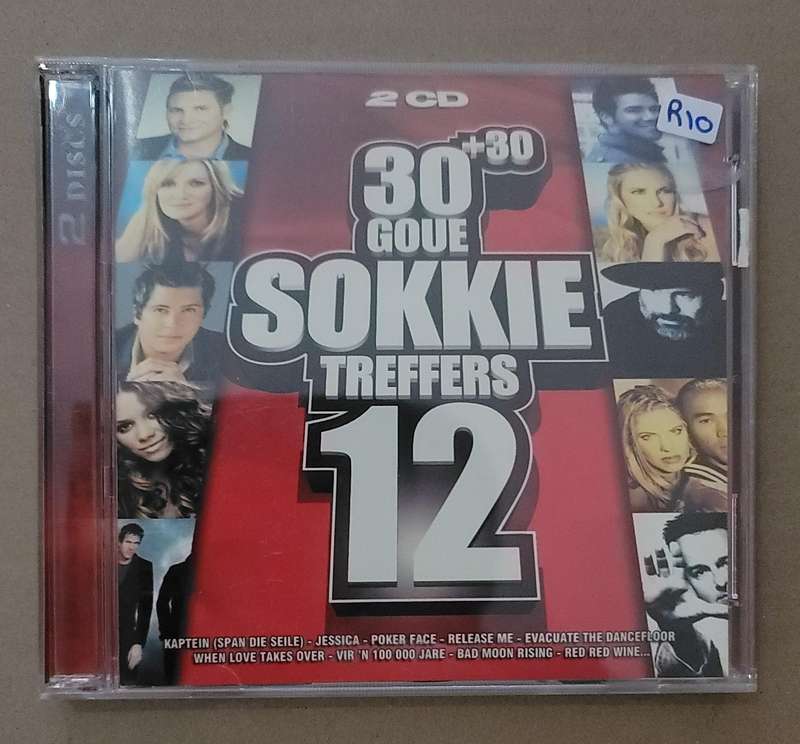 2 DISCS
2 CD
R10
30 +30
GOUE
SOKKIE
TREFFERS
12
KAPTEIN (SPAN DIE SEILE) - JESSICA - POKER FACE - RELEASE ME - EVACUATE THE DANCEFLOOR
WHEN LOVE TAKES OVER - VIR 'N 100 000 JARE - BAD MOON RISING - RED RED WINE...